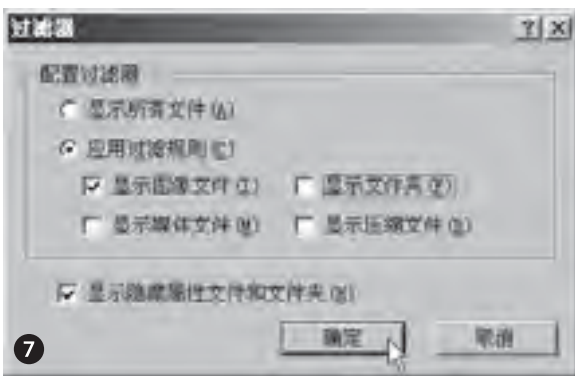 过滤器
配置过滤器
显示所有文件(A)
应用过滤规则(C)
显示图像文件(I) 显示文件夹(F)
显示媒体文件(M) 显示压缩文件
显示隐藏属性文件和文件夹(H)
确定 取消
7